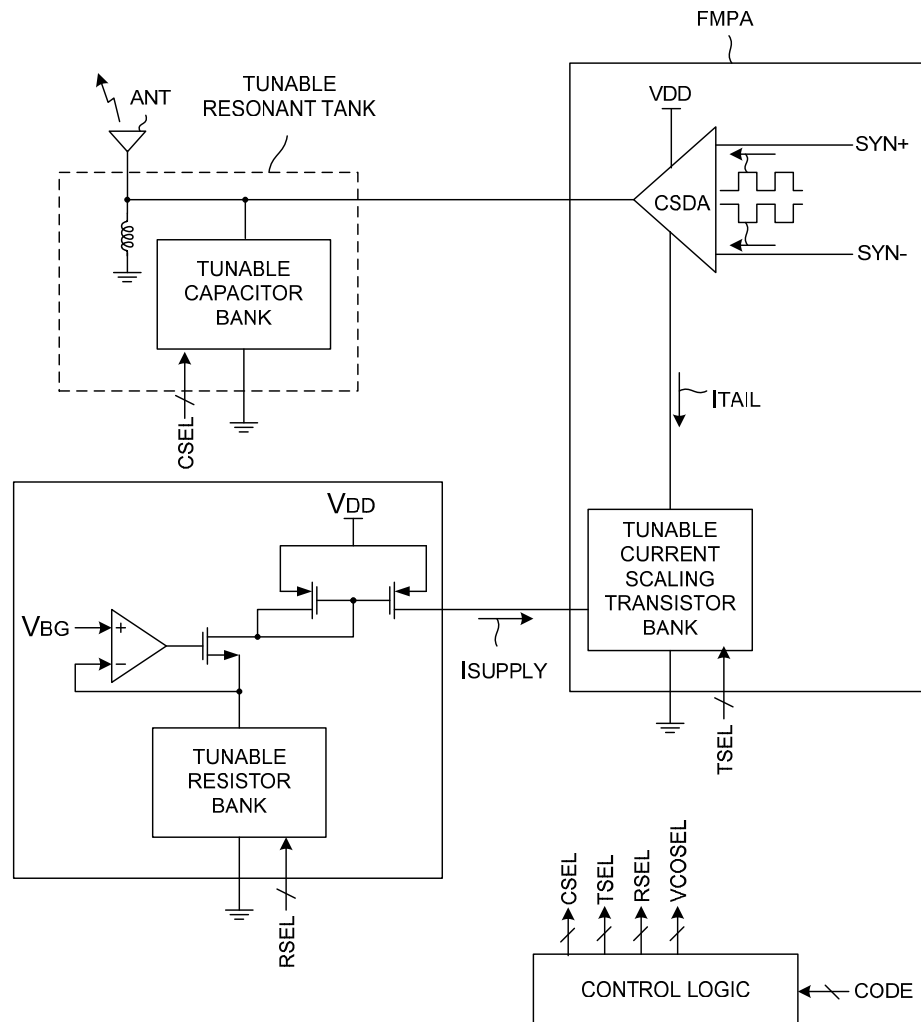 FMPA
TUNABLE
RESONANT TANK
ANT
VDD
SYN+
CSDA
SYN-
TUNABLE
CAPACITOR
BANK
ITAIL
CSEL
VDD
TUNABLE
CURRENT
SCALING
TRANSISTOR
BANK
VBG
+
−
ISUPPLY
TSEL
TUNABLE
RESISTOR
BANK
RSEL
CSEL
TSEL
RSEL
VCOSEL
CONTROL LOGIC
CODE